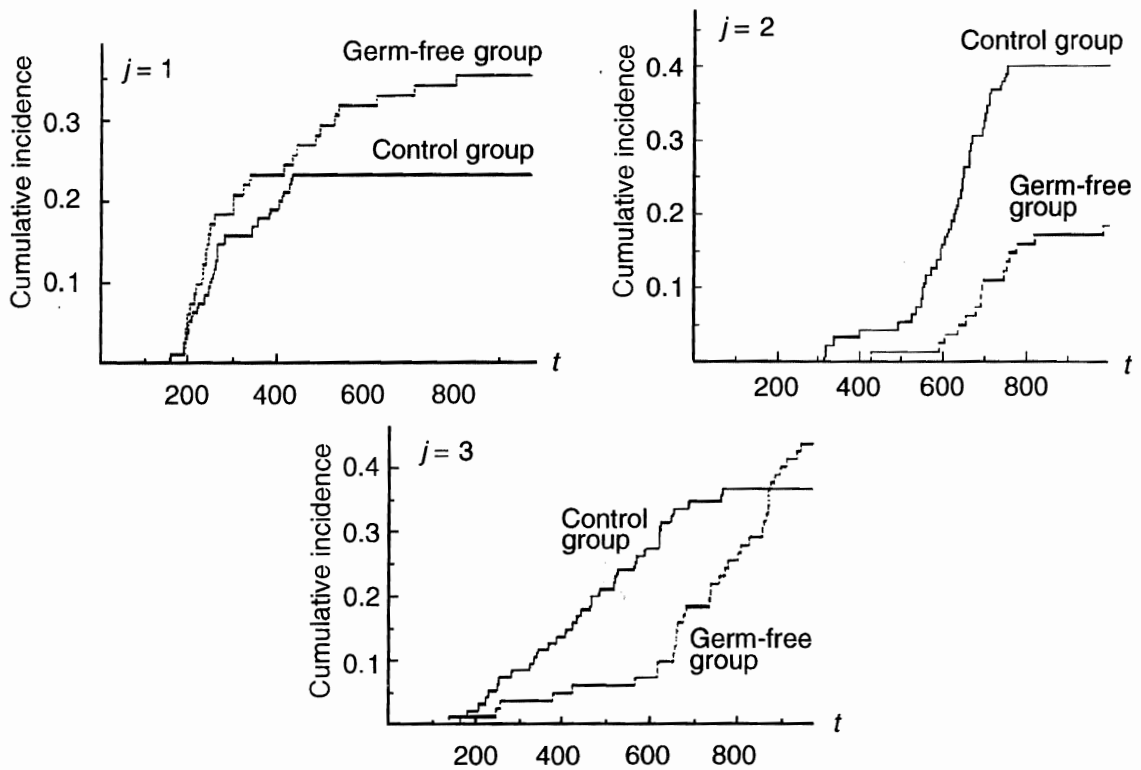 j = 1
Germ-free group
Control group
Cumulative incidence
0.3
0.2
0.1
200 400 600 800
t
j = 2
Control group
Germ-free
group
Cumulative incidence
0.4
0.3
0.2
0.1
200 400 600 800
t
j = 3
Control
group
Germ-free
group
Cumulative incidence
0.4
0.3
0.2
0.1
200 400 600 800
t